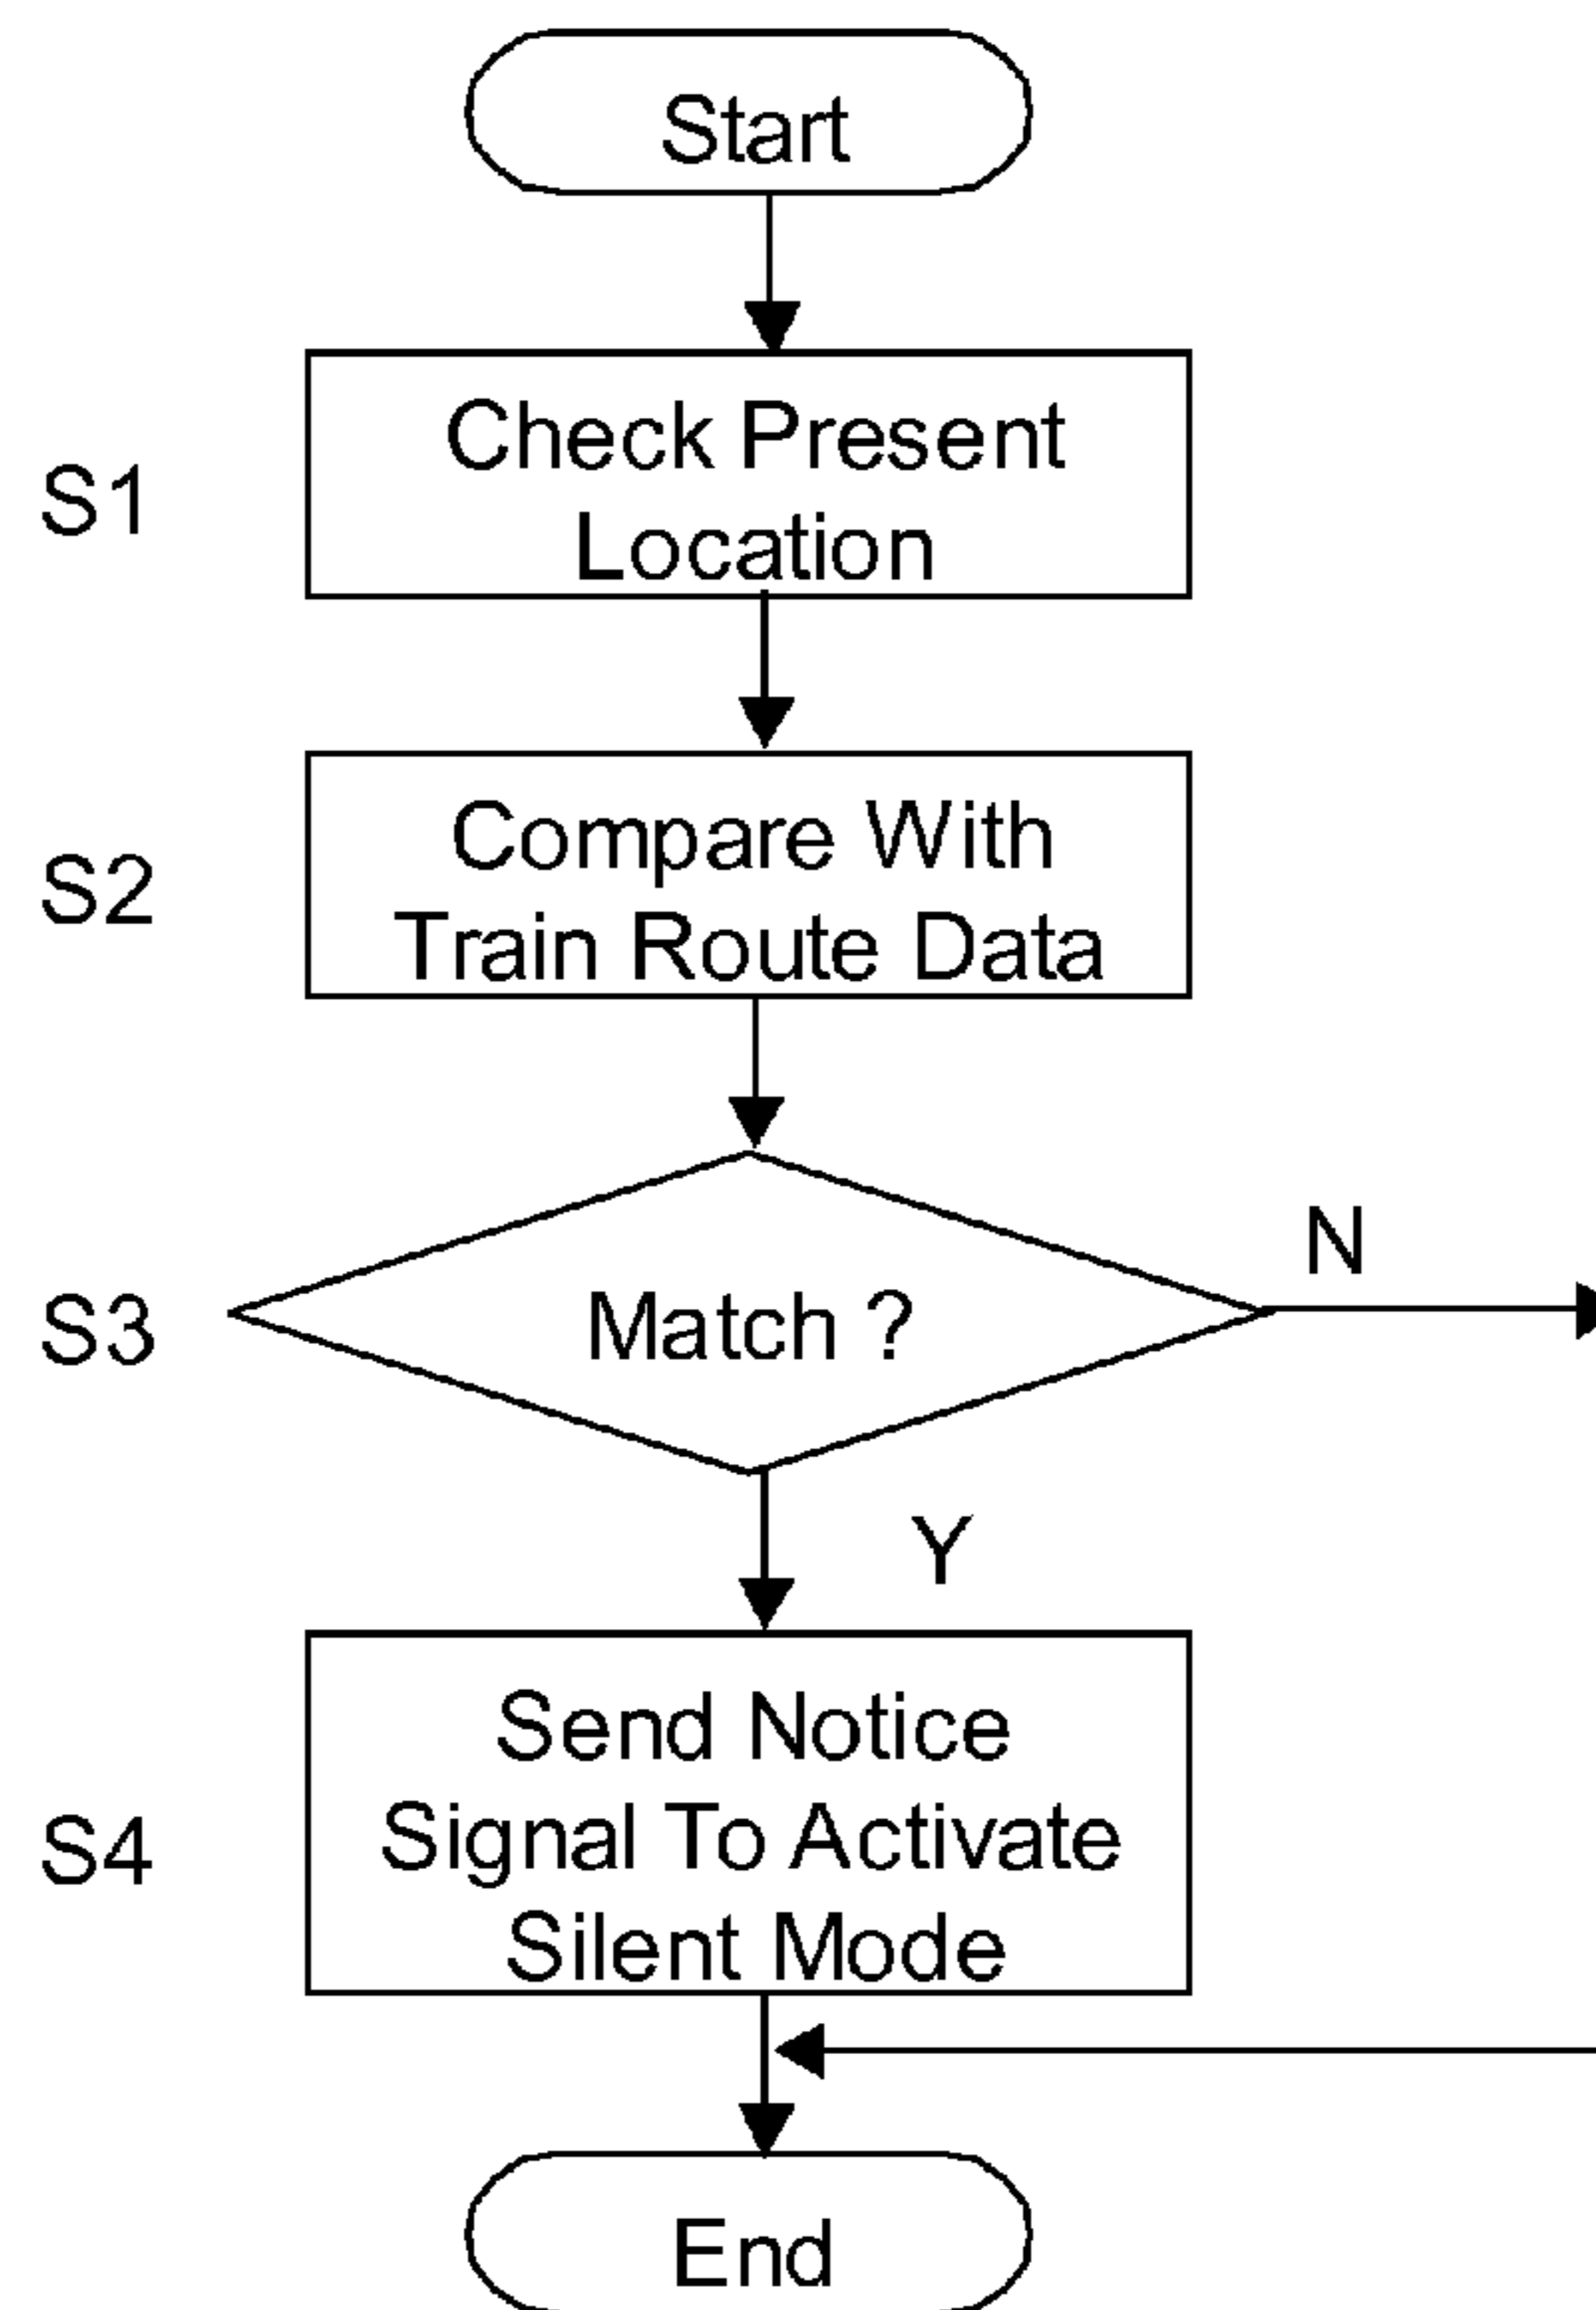 Start
S1
Check Present
Location
S2
Compare With
Train Route Data
S3
Match ?
N
Y
S4
Send Notice
Signal To Activate
Silent Mode
End